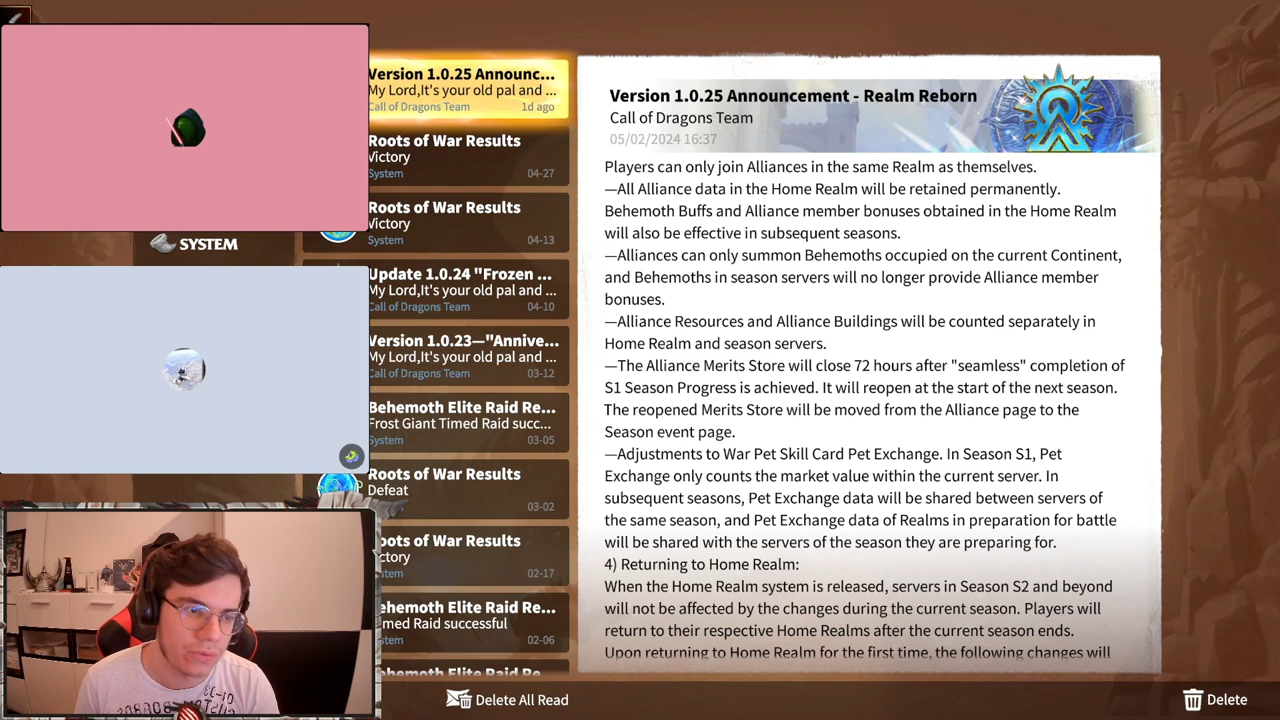 SYSTEM
Version 1.0.25 Announc...
My Lord,It's your old pal and ...
Call of Dragons Team 1d ago
Roots of War Results
Victory
System 04-27
Roots of War Results
Victory
System 04-13
Update 1.0.24 "Frozen ...
My Lord,It's your old pal and ...
Call of Dragons Team 04-10
Version 1.0.23—"Annive...
My Lord,It's your old pal and ...
Call of Dragons Team 03-12
Behemoth Elite Raid Re...
Frost Giant Timed Raid succ...
System 03-05
Roots of War Results
Defeat
03-02
oots of War Results
ictory
stem 02-17
ehemoth Elite Raid Re...
med Raid successful
stem 02-06
ehemoth Elite Raid Re
Delete All Read
Version 1.0.25 Announcement - Realm Reborn
Call of Dragons Team
05/02/2024 16:37
Players can only join Alliances in the same Realm as themselves.
—All Alliance data in the Home Realm will be retained permanently.
Behemoth Buffs and Alliance member bonuses obtained in the Home Realm
will also be effective in subsequent seasons.
—Alliances can only summon Behemoths occupied on the current Continent,
and Behemoths in season servers will no longer provide Alliance member
bonuses.
—Alliance Resources and Alliance Buildings will be counted separately in
Home Realm and season servers.
—The Alliance Merits Store will close 72 hours after "seamless" completion of
S1 Season Progress is achieved. It will reopen at the start of the next season.
The reopened Merits Store will be moved from the Alliance page to the
Season event page.
—Adjustments to War Pet Skill Card Pet Exchange. In Season S1, Pet
Exchange only counts the market value within the current server. In
subsequent seasons, Pet Exchange data will be shared between servers of
the same season, and Pet Exchange data of Realms in preparation for battle
will be shared with the servers of the season they are preparing for.
4) Returning to Home Realm:
When the Home Realm system is released, servers in Season S2 and beyond
will not be affected by the changes during the current season. Players will
return to their respective Home Realms after the current season ends.
Upon returning to Home Realm for the first time, the following changes will
Delete